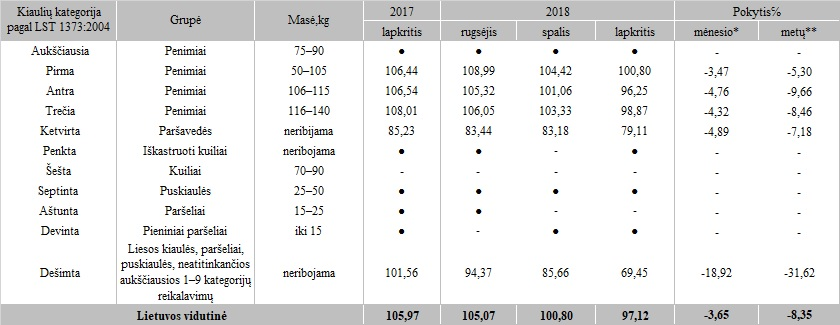 Kiaulių kategorija pagal LST 1373:2004 Grupė Masė,kg 2017 2018 Pokytis%
lapkritis rugsėjis spalis lapkritis mėnesio* metų**
Aukščiausia Penimiai 75–90 ● ● ● ● - -
Pirma Penimiai 50–105 106,44 108,99 104,42 100,80 -3,47 -5,30
Antra Penimiai 106–115 106,54 105,32 101,06 96,25 -4,76 -9,66
Trečia Penimiai 116–140 108,01 106,05 103,33 98,87 -4,32 -8,46
Ketvirta Paršavedės neribijama 85,23 83,44 83,18 79,11 -4,89 -7,18
Penkta Iškastruoti kuiliai neribojama ● ● - ● - -
Šešta Kuiliai 70–90 - - - - - -
Septinta Puskiaulės 25–50 ● ● ● ● - -
Aštunta Paršeliai 15–25 ● ● - - - -
Devinta Pieniniai paršeliai iki 15 ● - ● ● - -
Dešimta Liesos kiaulės, paršeliai,
puskiaulės, neatitinkančios
aukščiausios 1–9 kategorijų
reikalavimų neribojama 101,56 94,37 85,66 69,45 -18,92 -31,62
Lietuvos vidutinė 105,97 105,07 100,80 97,12 -3,65 -8,35